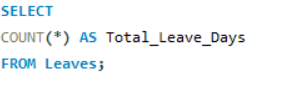 SELECT
COUNT(*) AS Total_Leave_Days
FROM Leaves;